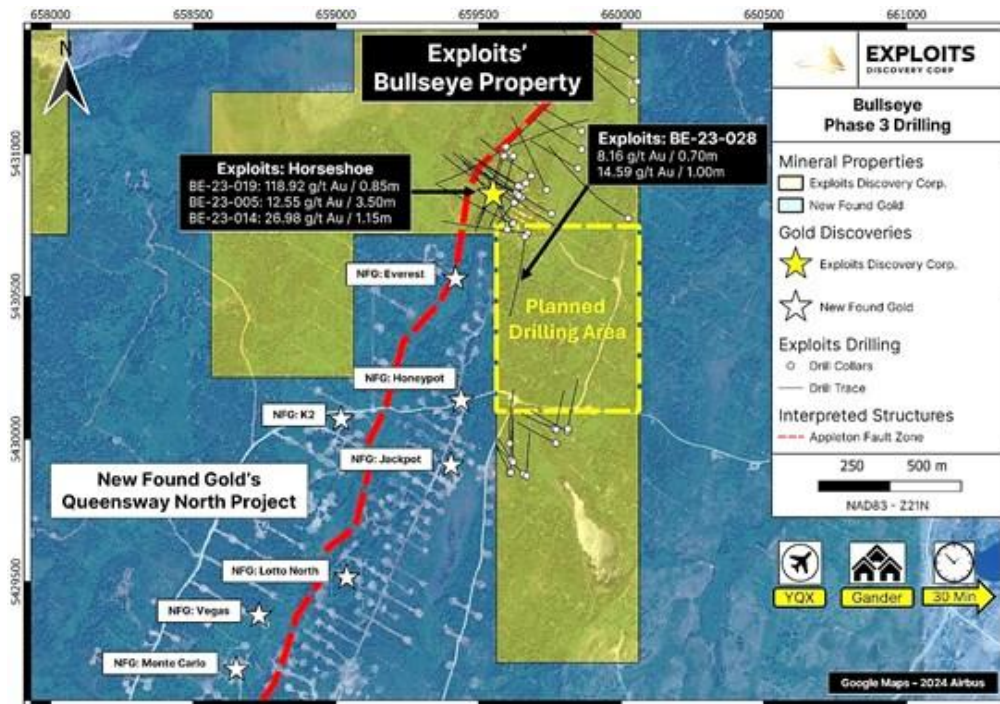 658000
658500
659000
659500
660000
660500
661000
N
Exploits'
Bullseye Property
Exploits: Horseshoe
BE-23-019: 118.92 g/t Au / 0.85m
BE-23-005: 12.55 g/t Au / 3.50m
BE-23-014: 26.98 g/t Au / 1.15m
Exploits: BE-23-028
8.16 g/t Au / 0.70m
14.59 g/t Au / 1.00m
5431000
5430500
5430000
5429500
NFG: Everest
Planned
Drilling Area
NFG: Honeypot
NFG: K2
NFG: Jackpot
New Found Gold's
Queensway North Project
NFG: Lotto North
NFG: Vegas
NFG: Monte Carlo
EXPLOITS
DISCOVERY CORP
Bullseye
Phase 3 Drilling
Mineral Properties
Exploits Discovery Corp.
New Found Gold
Gold Discoveries
Exploits Discovery Corp.
New Found Gold
Exploits Drilling
Drill Collars
Drill Trace
Interpreted Structures
Appleton Fault Zone
250 500 m
NAD83 - Z21N
YQX
Gander
30 Min
Google Maps - 2024 Airbus